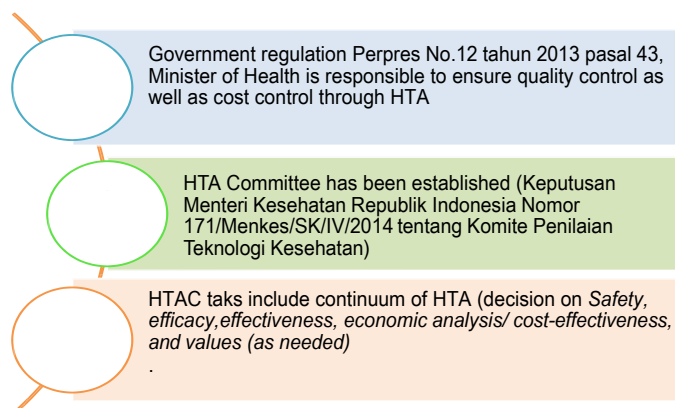 Government regulation Perpres No.12 tahun 2013 pasal 43,
Minister of Health is responsible to ensure quality control as
well as cost control through HTA
HTA Committee has been established (Keputusan
Menteri Kesehatan Republik Indonesia Nomor
171/Menkes/SK/IV/2014 tentang Komite Penilaian
Teknologi Kesehatan)
HTAC taks include continuum of HTA (decision on Safety,
efficacy,effectiveness, economic analysis/ cost-effectiveness,
and values (as needed)
.